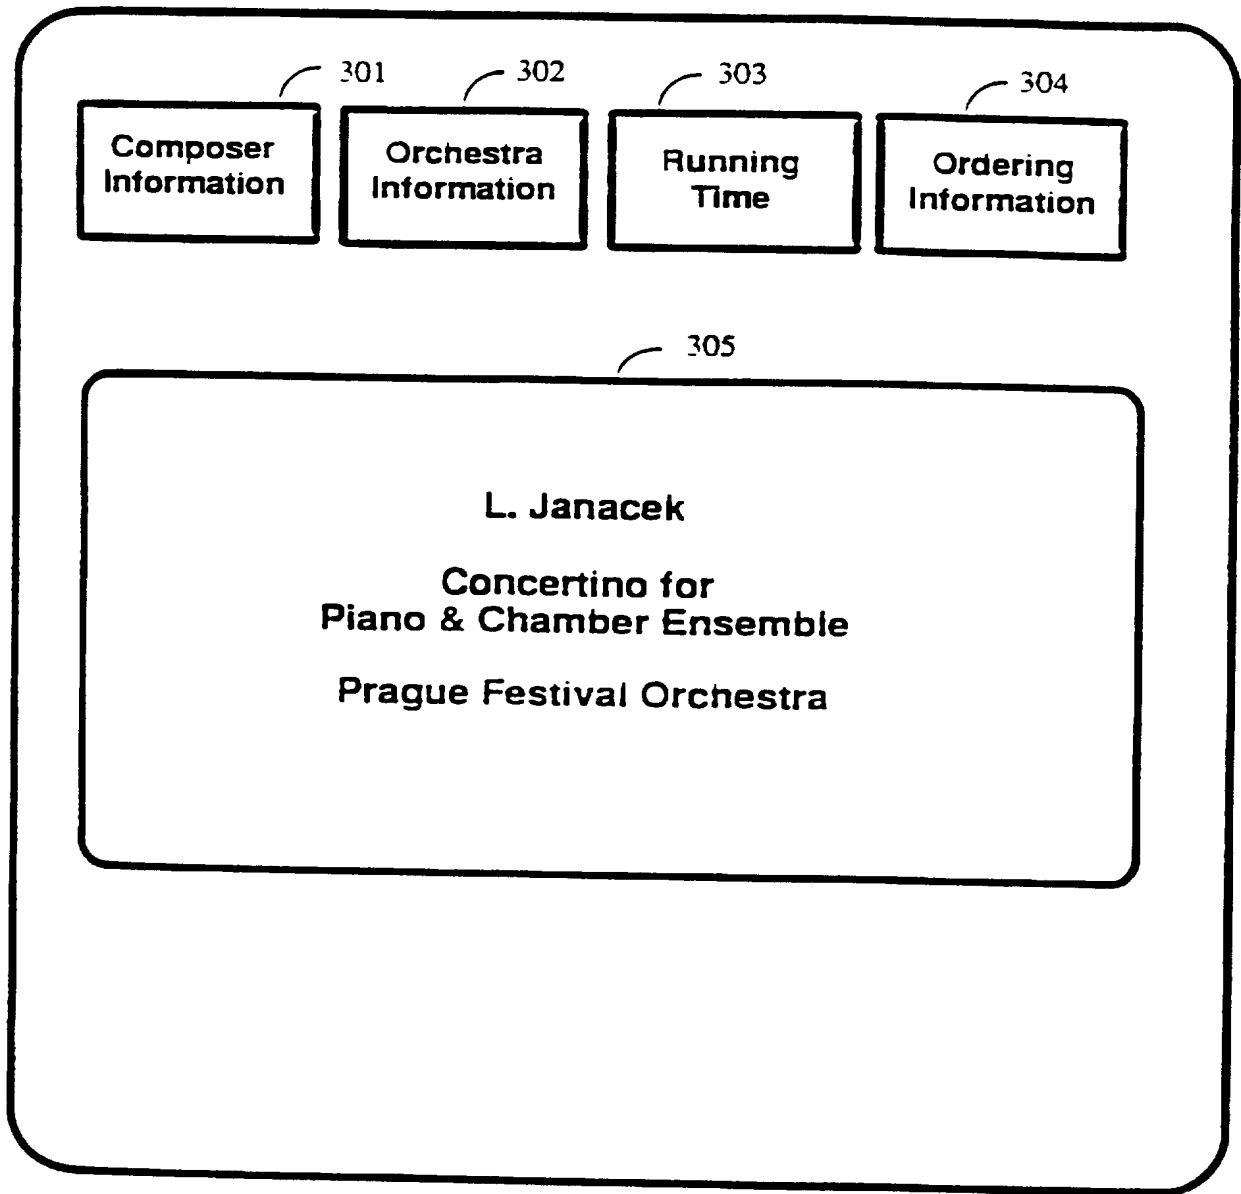 301
302
303
304
Composer
Information
Orchestra
Information
Running
Time
Ordering
Information
305
L. Janacek
Concertino for
Piano & Chamber Ensemble
Prague Festival Orchestra